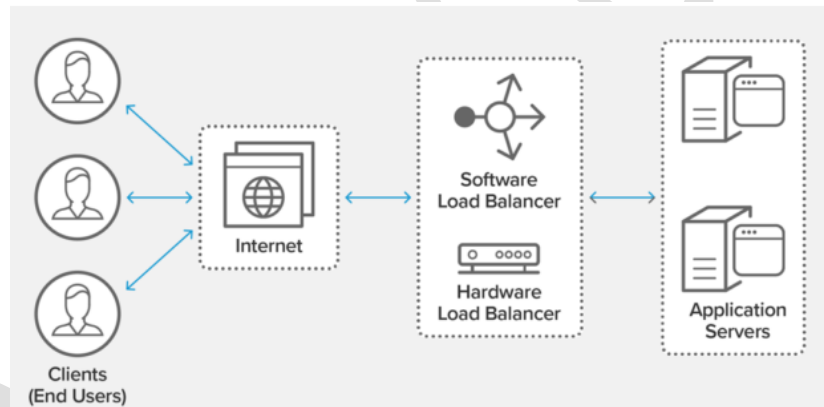 Internet
Software
Load Balancer
Hardware
Load Balancer
Application
Servers
Clients
(End Users)